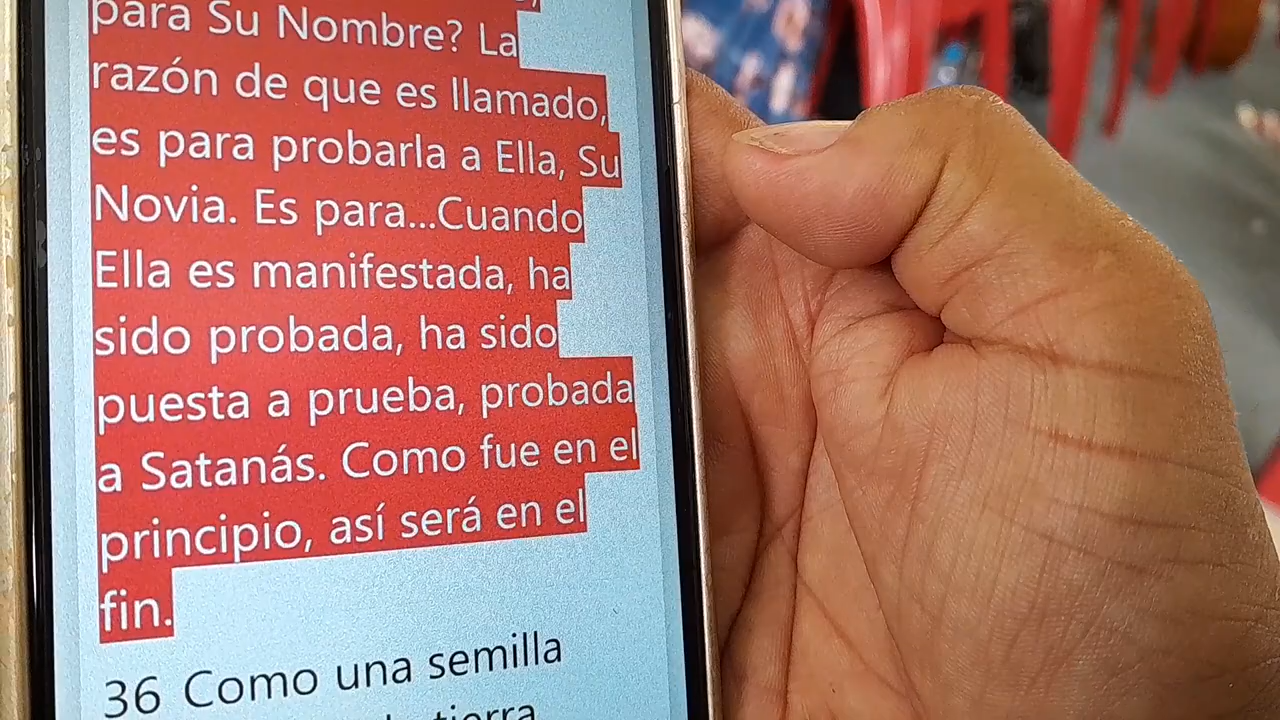 para Su Nombre? La
razón de que es llamado,
es para probarla a Ella, Su
Novia. Es para...Cuando
Ella es manifestada, ha
sido probada, ha sido
puesta a prueba, probada
a Satanás. Como fue en el
principio, así será en el
fin.
36 Como una semilla
tierra